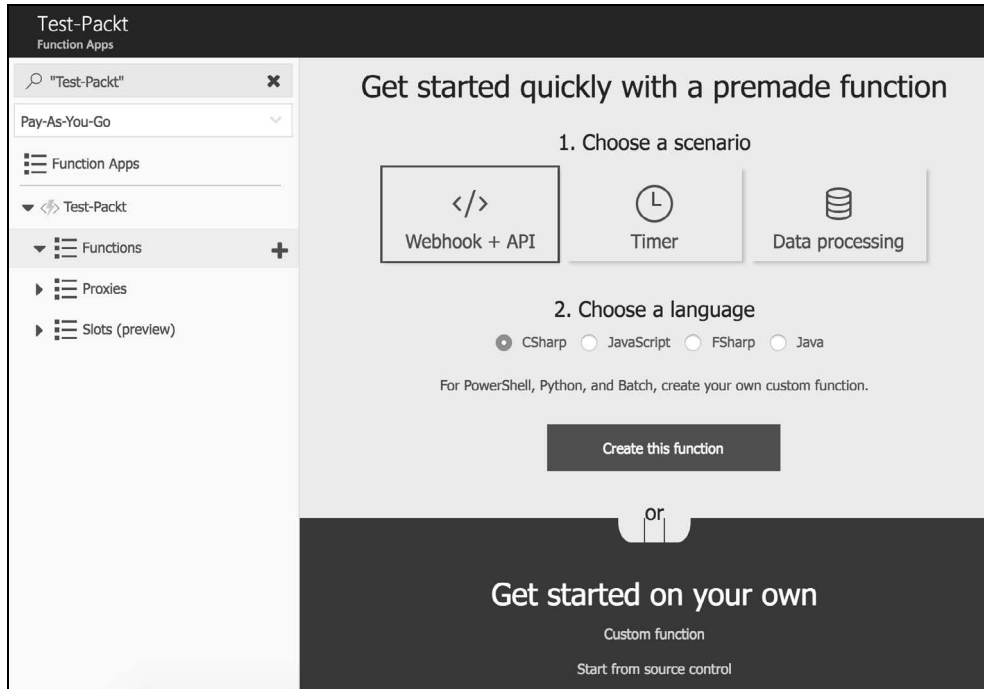 Test-Packt
Function Apps
"Test-Packt"
Pay-As-You-Go
Function Apps
Test-Packt
Functions
Proxies
Slots (preview)
Get started quickly with a premade function
1. Choose a scenario
</>
Webhook + API
Timer
Data processing
2. Choose a language
CSharp JavaScript FSharp Java
For PowerShell, Python, and Batch, create your own custom function.
Create this function
or
Get started on your own
Custom function
Start from source control